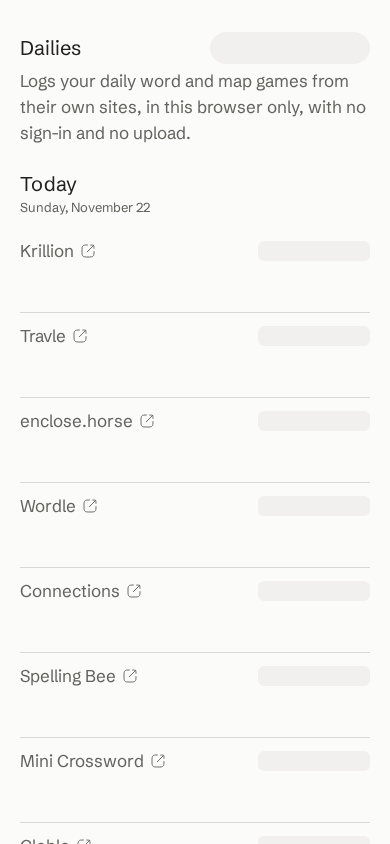 Dailies
Logs your daily word and map games from
their own sites, in this browser only, with no
sign-in and no upload.
Today
Sunday, November 22
Krillion
Travle
enclose.horse
Wordle
Connections
Spelling Bee
Mini Crossword